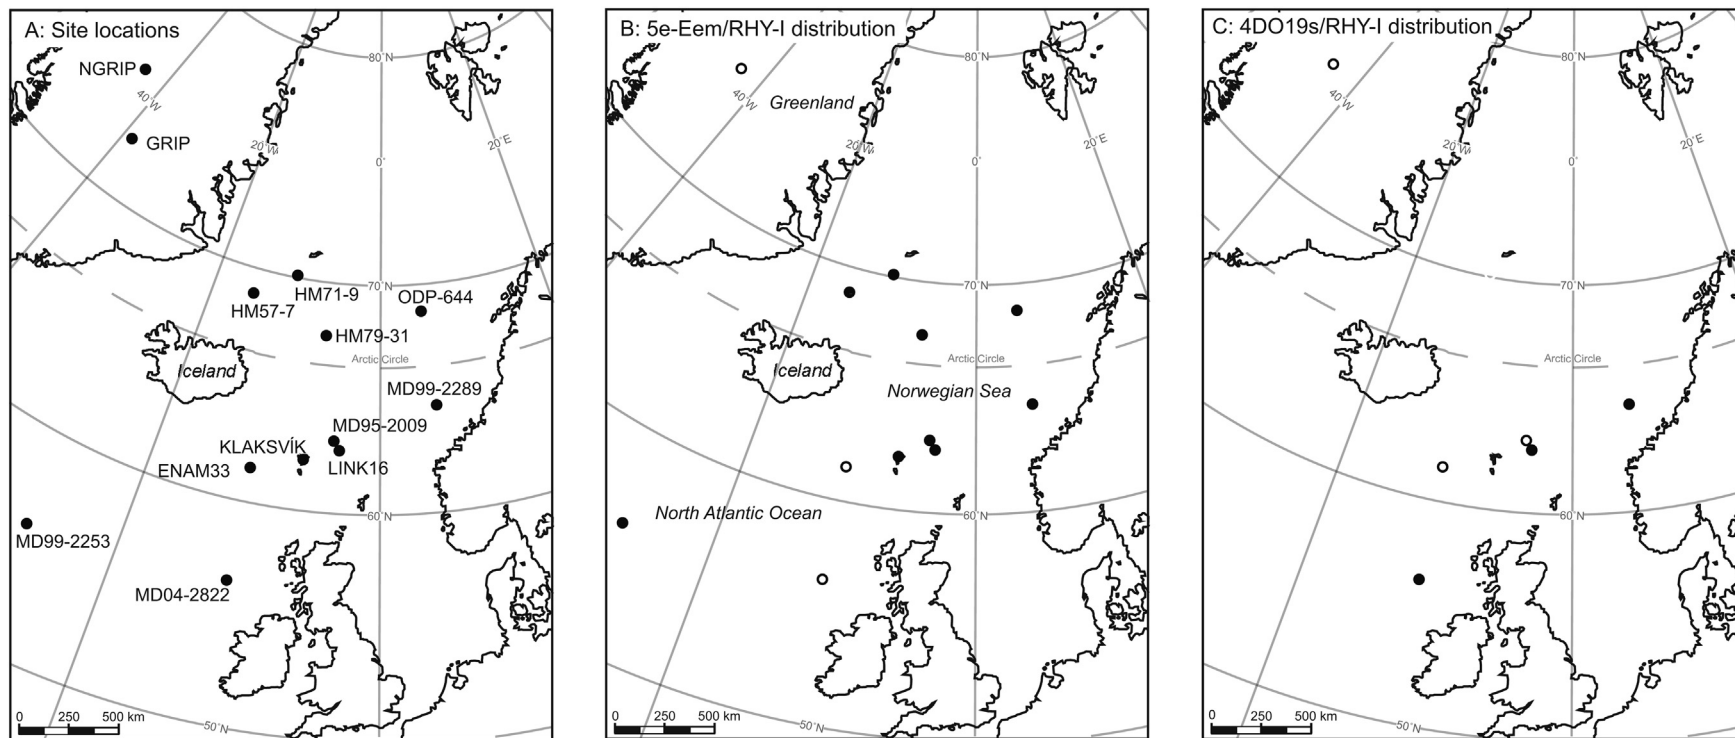 A: Site locations
NGRIP
80°N
40°W
GRIP
20°W
20°E
0°
HM71-9
70°N
ODP-644
HM57-7
HM79-31
Arctic Circle
Iceland
MD99-2289
MD95-2009
KLAKSVÍK
LINK16
ENAM33
60°N
MD99-2253
MD04-2822
50°N
0 250 500 km
B: 5e-Eem/RHY-I distribution
80°N
40°W
Greenland
20°W
20°E
0°
70°N
Arctic Circle
Iceland
Norwegian Sea
North Atlantic Ocean
60°N
50°N
0 250 500 km
C: 4DO19s/RHY-I distribution
80°N
40°W
20°W
20°E
0°
70°N
Arctic Circle
60°N
50°N
0 250 500 km